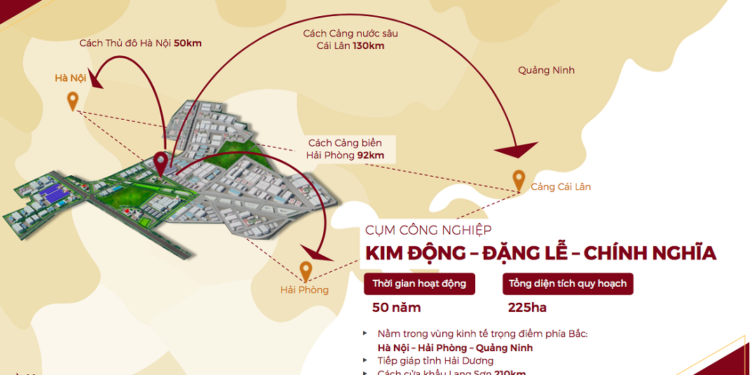 Cách Thủ đô Hà Nội 50km
Cách Cảng nước sâu
Cái Lân 130km
Hà Nội
Quảng Ninh
Cách Cảng biển
Hải Phòng 92km
Cảng Cái Lân
Hải Phòng
CỤM CÔNG NGHIỆP
KIM ĐỘNG – ĐẶNG LỄ – CHÍNH NGHĨA
Thời gian hoạt động
Tổng diện tích quy hoạch
50 năm
225ha
Nằm trong vùng kinh tế trọng điểm phía Bắc:
Hà Nội – Hải Phòng – Quảng Ninh
Tiếp giáp tỉnh Hải Dương
Cách cửa khẩu Lạng Sơn 210km